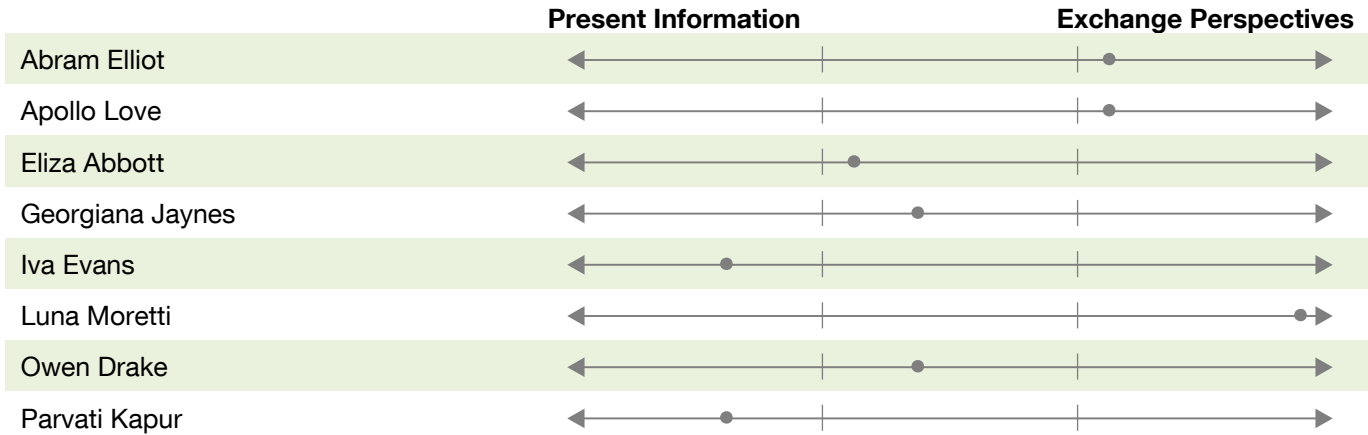 Present Information Exchange Perspectives
Abram Elliot
Apollo Love
Eliza Abbott
Georgiana Jaynes
Iva Evans
Luna Moretti
Owen Drake
Parvati Kapur